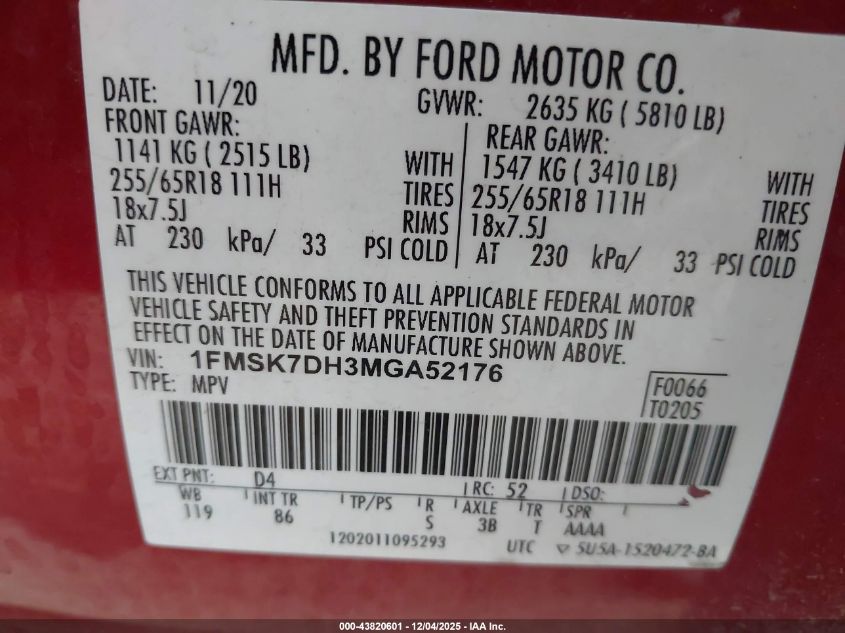 MFD. BY FORD MOTOR CO.
DATE: 11/20 GVWR: 2635 KG ( 5810 LB)
FRONT GAWR: REAR GAWR:
1141 KG ( 2515 LB) WITH 1547 KG ( 3410 LB) WITH
255/65R18 111H TIRES 255/65R18 111H TIRES
18x7.5J RIMS 18x7.5J RIMS
AT 230 kPa/ 33 PSI COLD AT 230 kPa/ 33 PSI COLD
THIS VEHICLE CONFORMS TO ALL APPLICABLE FEDERAL MOTOR
VEHICLE SAFETY AND THEFT PREVENTION STANDARDS IN
EFFECT ON THE DATE OF MANUFACTURE SHOWN ABOVE.
VIN: 1FMSK7DH3MGA52176
TYPE: MPV
F0066
T0205
EXT PNT: D4 RC: 52 DSO:
WB INT TR TP/PS R AXLE TR SPR
119 86 S 3B T AAAA
1202011095293 UTC 5U5A-1520472-BA
000-43820601 - 12/04/2025 - IAA Inc.